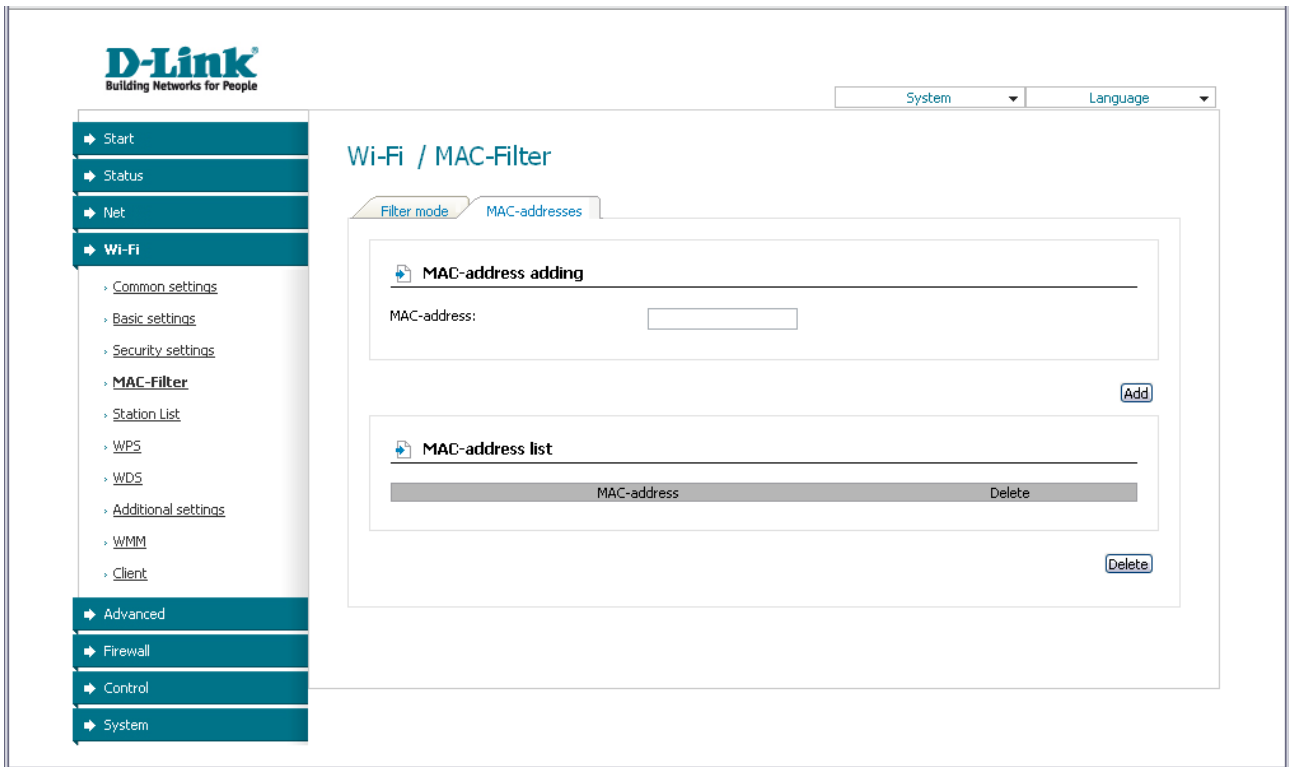 D-Link
Building Networks for People
System
Language
Start
Status
Net
Wi-Fi
Common settings
Basic settings
Security settings
MAC-Filter
Station List
WPS
WDS
Additional settings
WMM
Client
Advanced
Firewall
Control
System
Wi-Fi / MAC-Filter
Filter mode
MAC-addresses
MAC-address adding
MAC-address:
Add
MAC-address list
MAC-address Delete
Delete